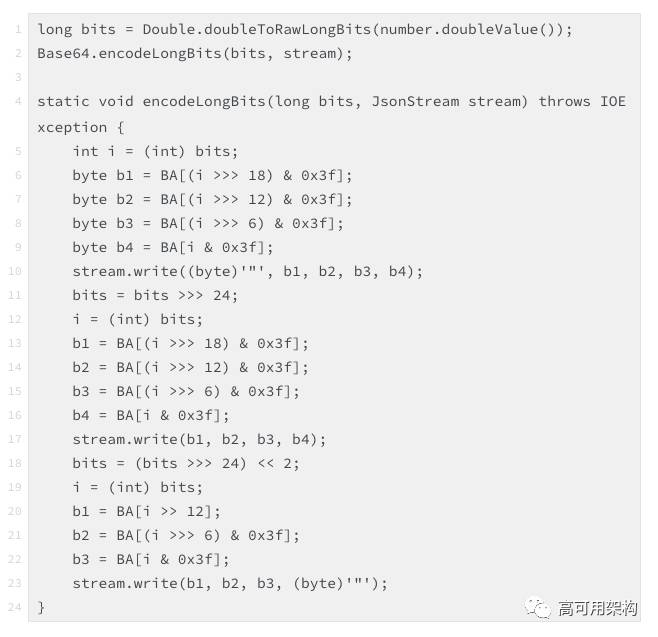 1 long bits = Double.doubleToRawLongBits(number.doubleValue());
2 Base64.encodeLongBits(bits, stream);
3
4 static void encodeLongBits(long bits, JsonStream stream) throws IOE
xception {
5     int i = (int) bits;
6     byte b1 = BA[(i >>> 18) & 0x3f];
7     byte b2 = BA[(i >>> 12) & 0x3f];
8     byte b3 = BA[(i >>> 6) & 0x3f];
9     byte b4 = BA[i & 0x3f];
10     stream.write((byte)'"', b1, b2, b3, b4);
11     bits = bits >>> 24;
12     i = (int) bits;
13     b1 = BA[(i >>> 18) & 0x3f];
14     b2 = BA[(i >>> 12) & 0x3f];
15     b3 = BA[(i >>> 6) & 0x3f];
16     b4 = BA[i & 0x3f];
17     stream.write(b1, b2, b3, b4);
18     bits = (bits >>> 24) << 2;
19     i = (int) bits;
20     b1 = BA[i >> 12];
21     b2 = BA[(i >>> 6) & 0x3f];
22     b3 = BA[i & 0x3f];
23     stream.write(b1, b2, b3, (byte)'"');
24 }
高可用架构